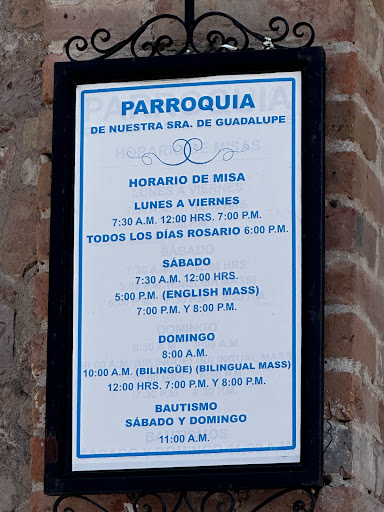 PARROQUIA
DE NUESTRA SRA. DE GUADALUPE
HORARIO DE MISA
LUNES A VIERNES
7:30 A.M. 12:00 HRS. 7:00 P.M.
TODOS LOS DÍAS ROSARIO 6:00 P.M.
SÁBADO
7:30 A.M. 12:00 HRS.
5:00 P.M. (ENGLISH MASS)
7:00 P.M. Y 8:00 P.M.
DOMINGO
8:00 A.M.
10:00 A.M. (BILINGÜE) (BILINGUAL MASS)
12:00 HRS. 7:00 P.M. Y 8:00 P.M.
BAUTISMO
SÁBADO Y DOMINGO
11:00 A.M.